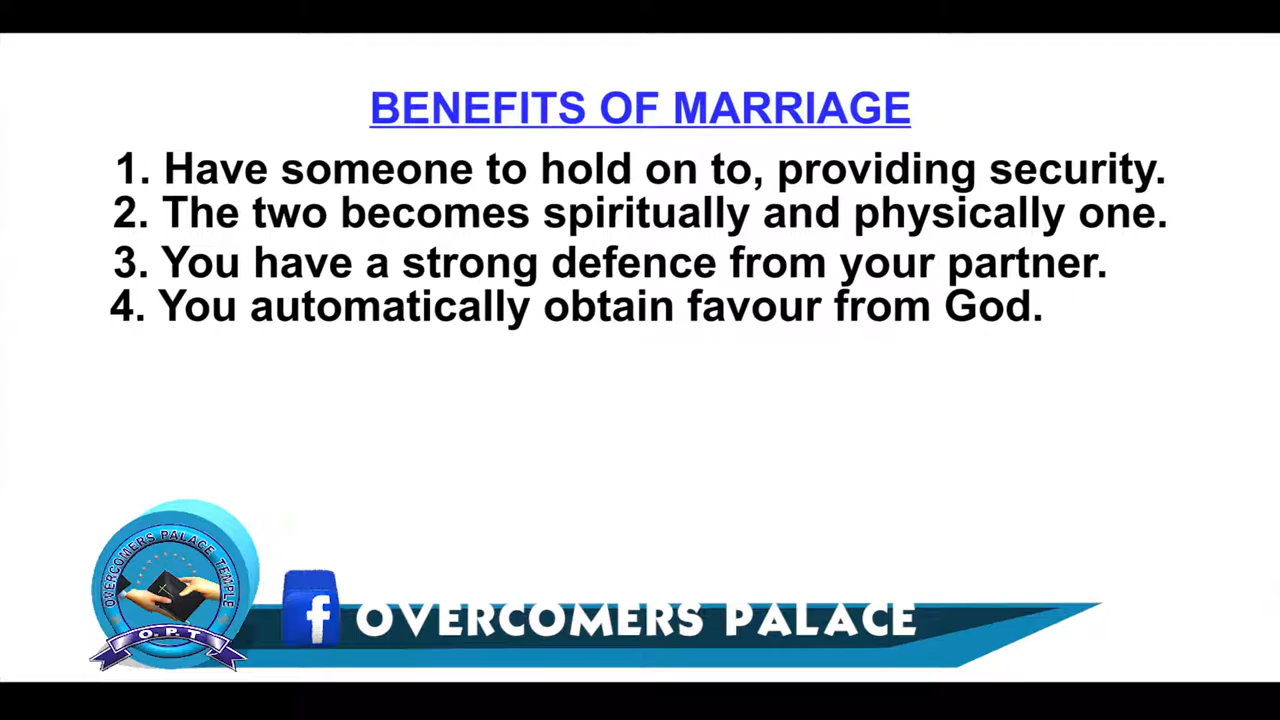 BENEFITS OF MARRIAGE
1. Have someone to hold on to, providing security.
2. The two becomes spiritually and physically one.
3. You have a strong defence from your partner.
4. You automatically obtain favour from God.
OVERCOMERS PALACE TEMPLE
O.P.T
f OVERCOMERS PALACE